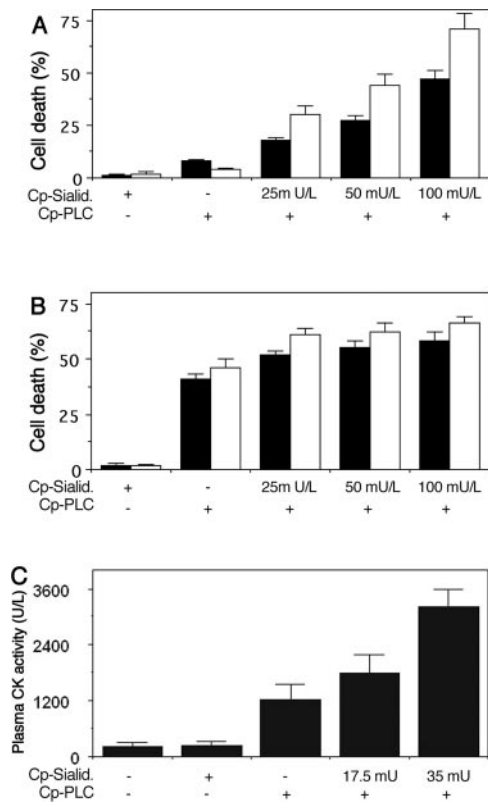 A
Cell death (%)
75
50
25
0
Cp-Sialid. + - 25m U/L 50 mU/L 100 mU/L
Cp-PLC - + + + +
B
Cell death (%)
75
50
25
0
Cp-Sialid. + - 25m U/L 50 mU/L 100 mU/L
Cp-PLC - + + + +
C
Plasma CK activity (U/L)
3600
2400
1200
0
Cp-Sialid. - + - 17.5 mU 35 mU
Cp-PLC - - + + +